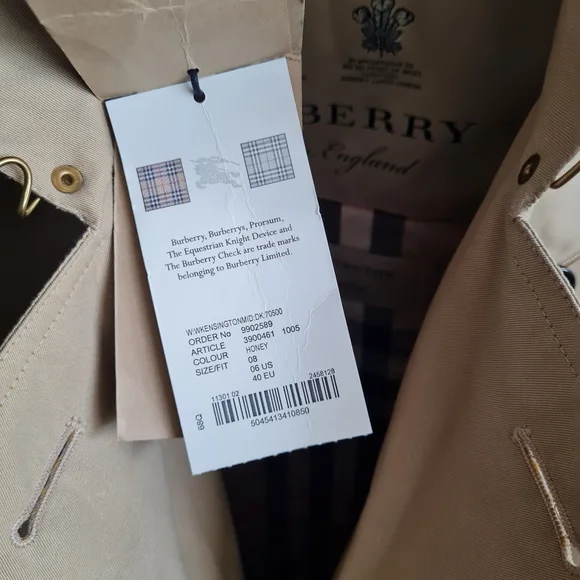 BERRY
England
Burberry, Burberrys, Prorsum,
The Equestrian Knight Device and
The Burberry Check are trade marks
belonging to Burberry Limited.
W:WKENSINGTONMID:DK:70500
ORDER No 9902589
ARTICLE 3900461 1005
COLOUR HONEY
SIZE/FIT 08
06 US
40 EU
11301 02 2458128
68Q
5045413410850